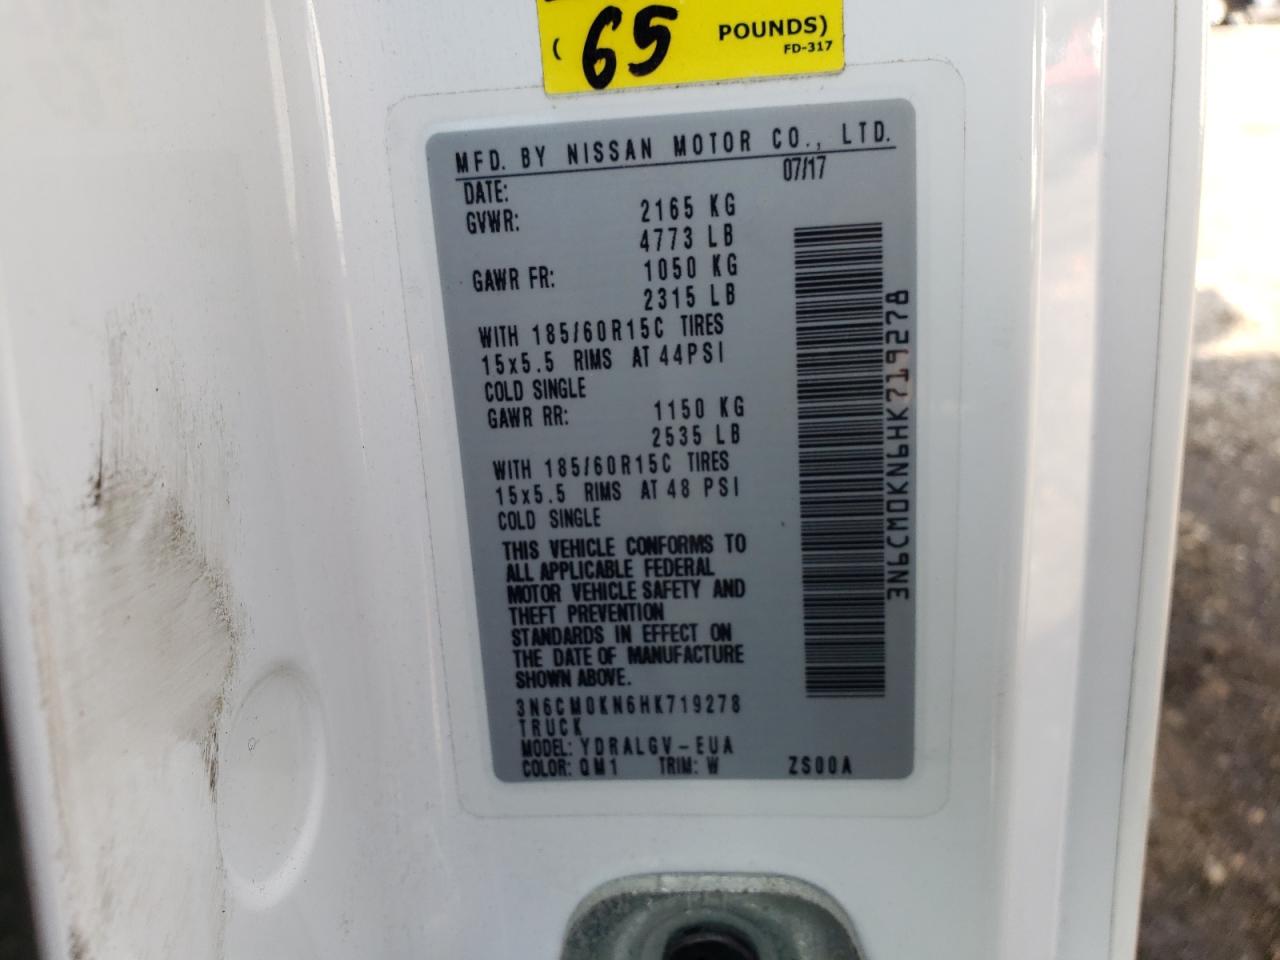 ( 65 POUNDS)
FD-317
MFD. BY NISSAN MOTOR CO., LTD.
DATE: 07/17
GVWR: 2165 KG
4773 LB
GAWR FR: 1050 KG
2315 LB
WITH 185/60R15C TIRES
15x5.5 RIMS AT 44PSI
COLD SINGLE
GAWR RR: 1150 KG
2535 LB
WITH 185/60R15C TIRES
15x5.5 RIMS AT 48 PSI
COLD SINGLE
THIS VEHICLE CONFORMS TO
ALL APPLICABLE FEDERAL
MOTOR VEHICLE SAFETY AND
THEFT PREVENTION
STANDARDS IN EFFECT ON
THE DATE OF MANUFACTURE
SHOWN ABOVE.
3N6CM0KN6HK719278
TRUCK
MODEL: YDRALGV-EUA
COLOR: QM1 TRIM: W ZS00A
3N6CM0KN6HK719278